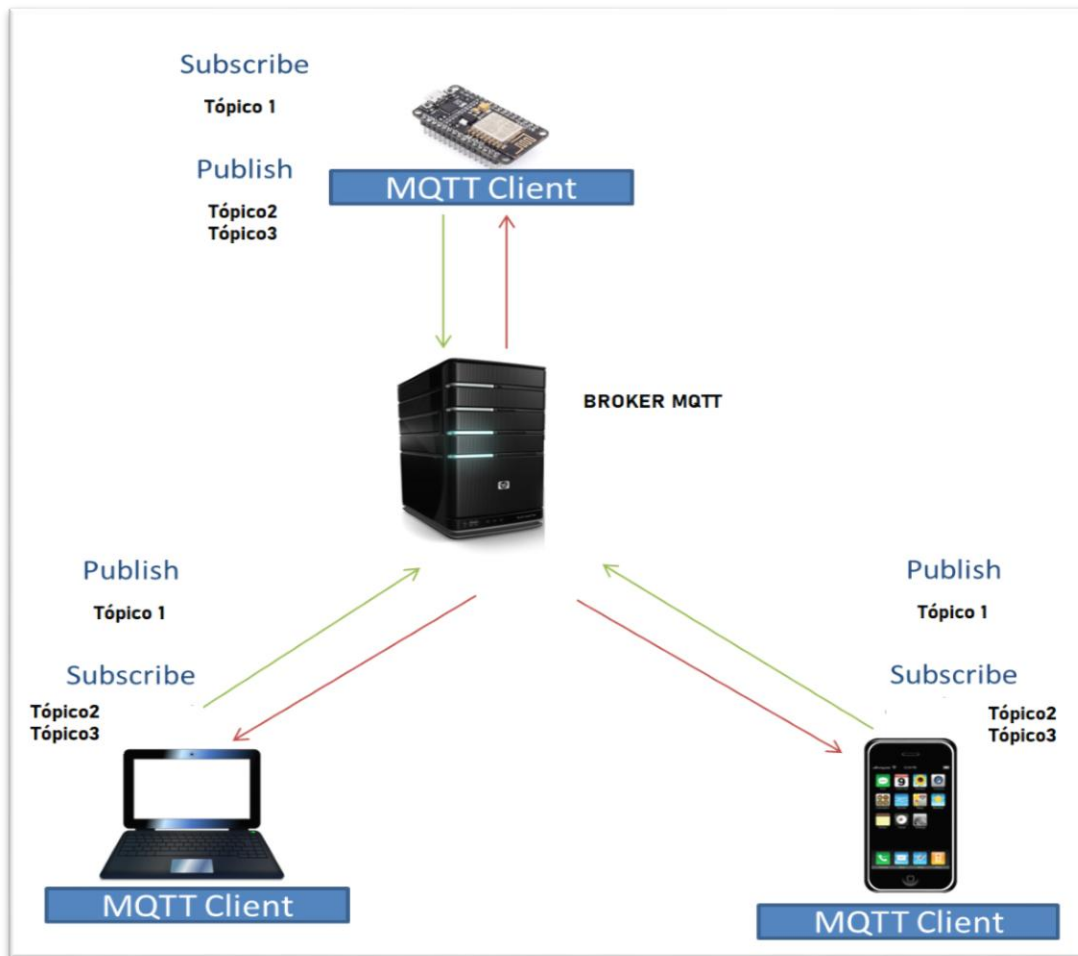 Subscribe
Tópico 1
Publish
Tópico2
Tópico3
MQTT Client
BROKER MQTT
Publish
Tópico 1
Subscribe
Tópico2
Tópico3
MQTT Client
Publish
Tópico 1
Subscribe
Tópico2
Tópico3
MQTT Client